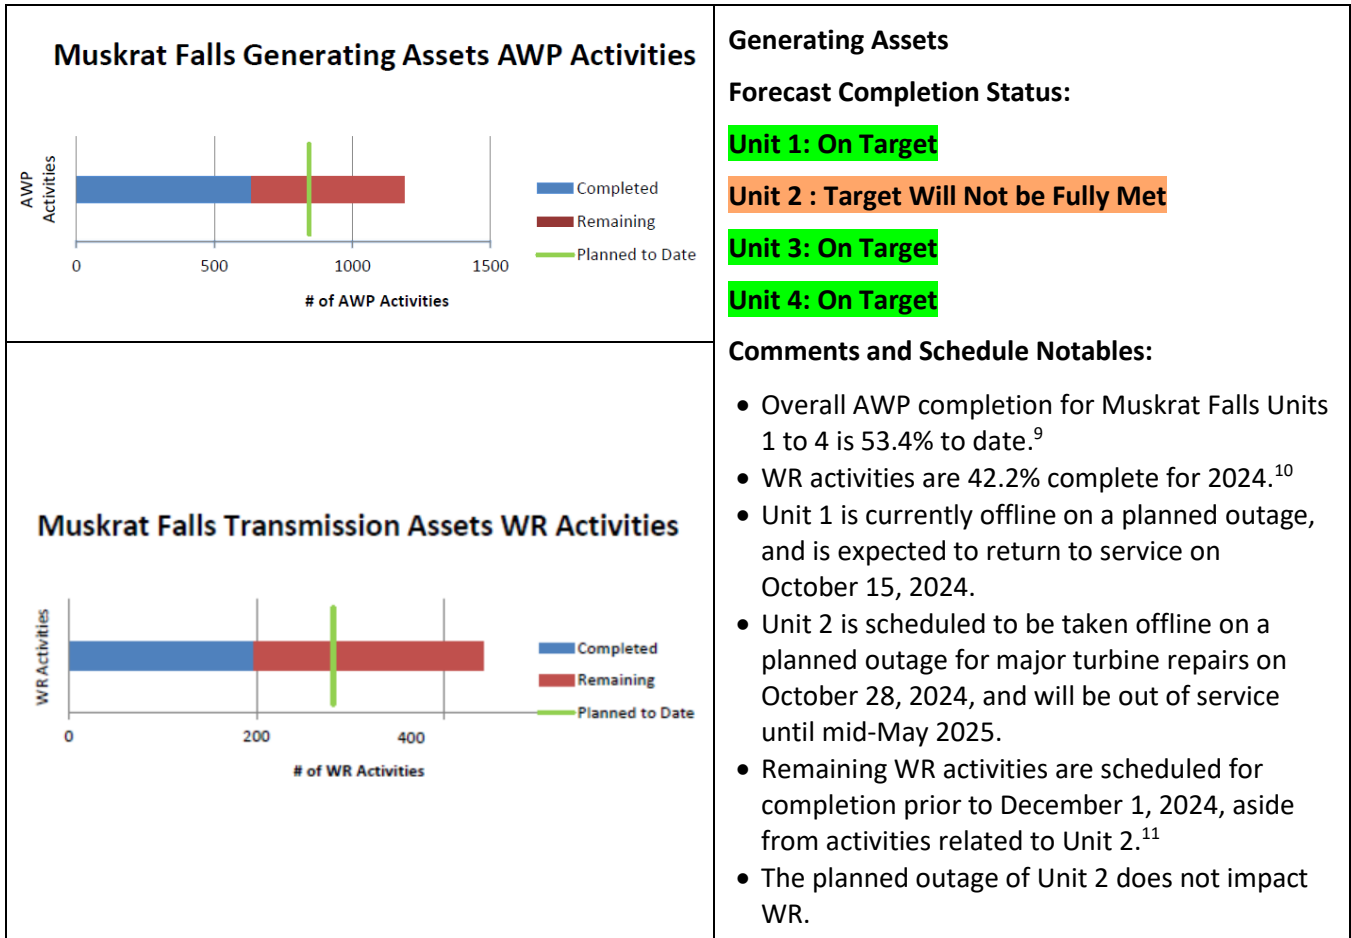 Muskrat Falls Generating Assets AWP Activities
AWP
Activities
Completed
Remaining
Planned to Date
0 500 1000 1500
# of AWP Activities
Muskrat Falls Transmission Assets WR Activities
WR Activities
Completed
Remaining
Planned to Date
0 200 400
# of WR Activities
Generating Assets
Forecast Completion Status:
Unit 1: On Target
Unit 2 : Target Will Not be Fully Met
Unit 3: On Target
Unit 4: On Target
Comments and Schedule Notables:
• Overall AWP completion for Muskrat Falls Units
1 to 4 is 53.4% to date.9
• WR activities are 42.2% complete for 2024.10
• Unit 1 is currently offline on a planned outage,
and is expected to return to service on
October 15, 2024.
• Unit 2 is scheduled to be taken offline on a
planned outage for major turbine repairs on
October 28, 2024, and will be out of service
until mid-May 2025.
• Remaining WR activities are scheduled for
completion prior to December 1, 2024, aside
from activities related to Unit 2.11
• The planned outage of Unit 2 does not impact
WR.